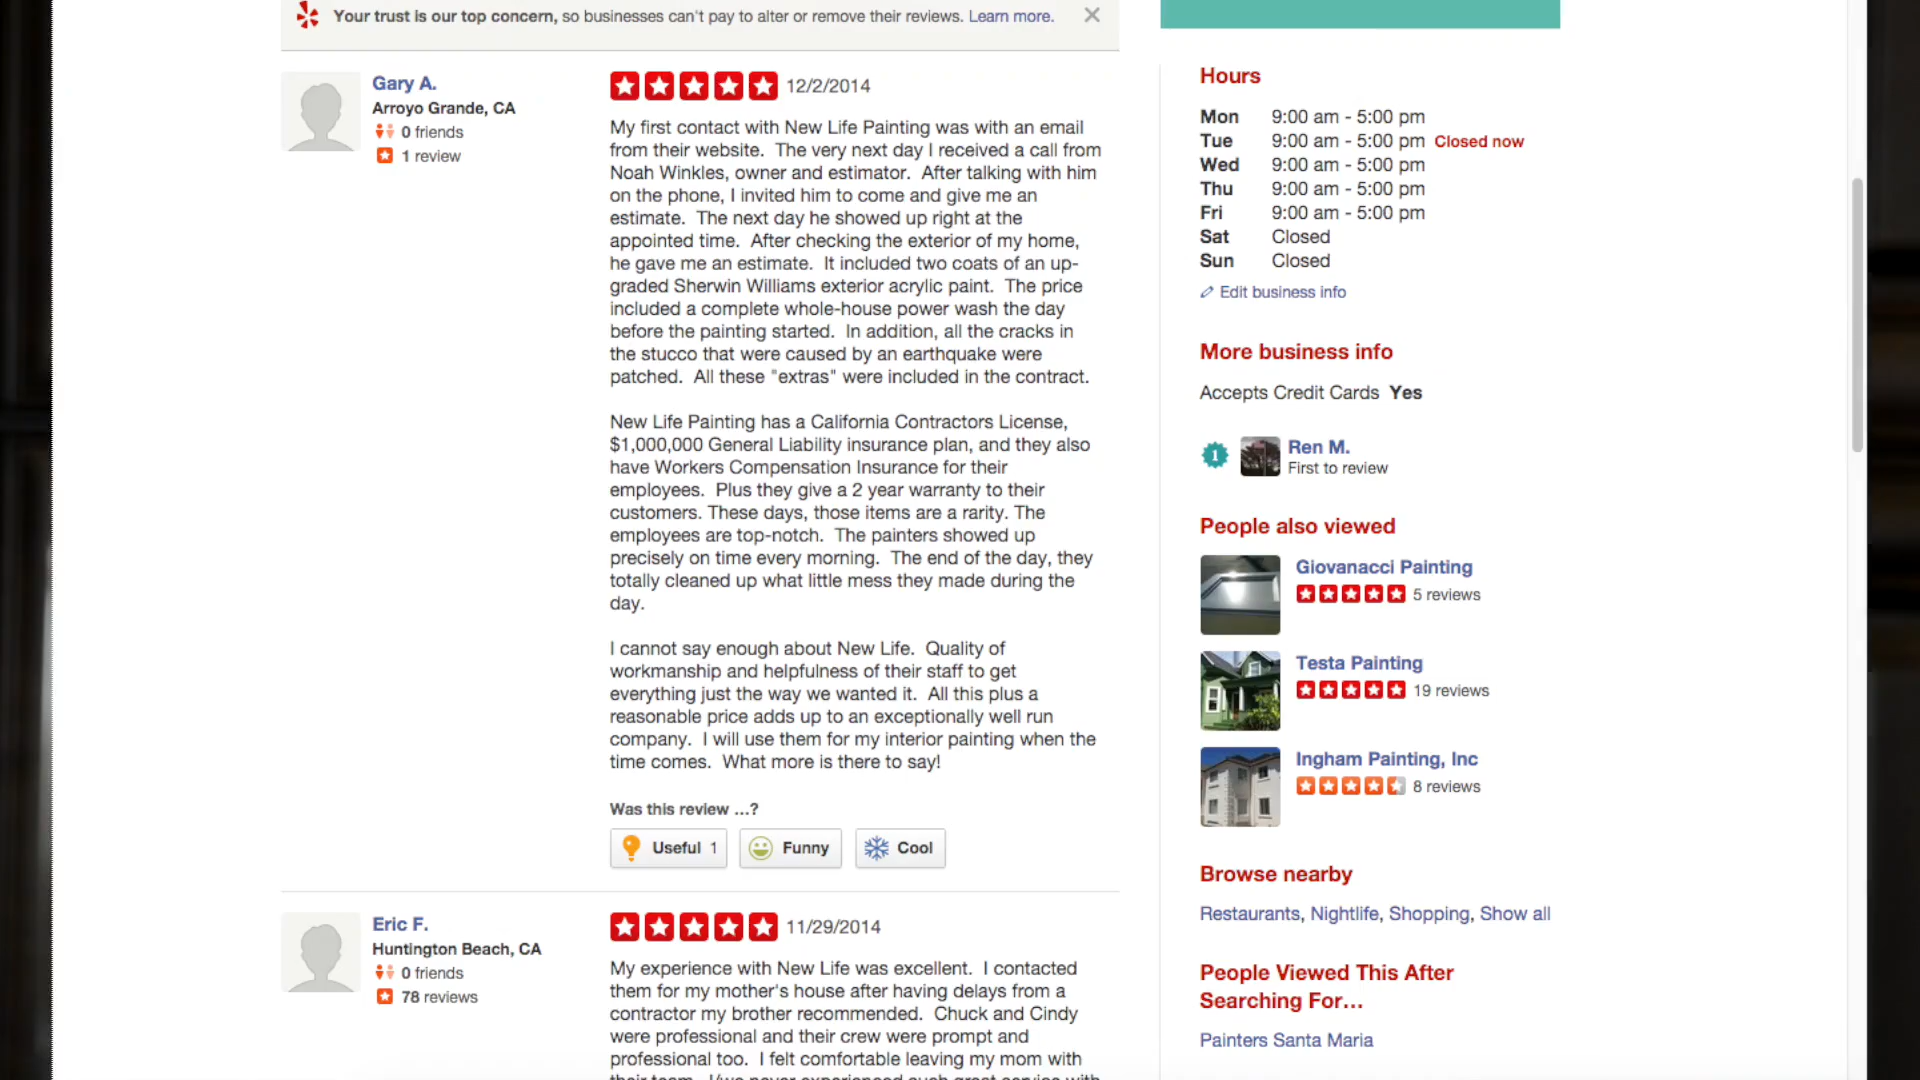 Your trust is our top concern, so businesses can't pay to alter or remove their reviews. Learn more.
Gary A.
Arroyo Grande, CA
0 friends
1 review
12/2/2014
My first contact with New Life Painting was with an email
from their website. The very next day I received a call from
Noah Winkles, owner and estimator. After talking with him
on the phone, I invited him to come and give me an
estimate. The next day he showed up right at the
appointed time. After checking the exterior of my home,
he gave me an estimate. It included two coats of an up-
graded Sherwin Williams exterior acrylic paint. The price
included a complete whole-house power wash the day
before the painting started. In addition, all the cracks in
the stucco that were caused by an earthquake were
patched. All these "extras" were included in the contract.
New Life Painting has a California Contractors License,
$1,000,000 General Liability insurance plan, and they also
have Workers Compensation Insurance for their
employees. Plus they give a 2 year warranty to their
customers. These days, those items are a rarity. The
employees are top-notch. The painters showed up
precisely on time every morning. The end of the day, they
totally cleaned up what little mess they made during the
day.
I cannot say enough about New Life. Quality of
workmanship and helpfulness of their staff to get
everything just the way we wanted it. All this plus a
reasonable price adds up to an exceptionally well run
company. I will use them for my interior painting when the
time comes. What more is there to say!
Was this review ...?
Useful 1
Funny
Cool
Eric F.
Huntington Beach, CA
0 friends
78 reviews
11/29/2014
My experience with New Life was excellent. I contacted
them for my mother's house after having delays from a
contractor my brother recommended. Chuck and Cindy
were professional and their crew were prompt and
professional too. I felt comfortable leaving my mom with
their team. I/we never experienced such great service with
Hours
Mon 9:00 am - 5:00 pm
Tue 9:00 am - 5:00 pm Closed now
Wed 9:00 am - 5:00 pm
Thu 9:00 am - 5:00 pm
Fri 9:00 am - 5:00 pm
Sat Closed
Sun Closed
Edit business info
More business info
Accepts Credit Cards Yes
1
Ren M.
First to review
People also viewed
Giovanacci Painting
5 reviews
Testa Painting
19 reviews
Ingham Painting, Inc
8 reviews
Browse nearby
Restaurants, Nightlife, Shopping, Show all
People Viewed This After
Searching For...
Painters Santa Maria